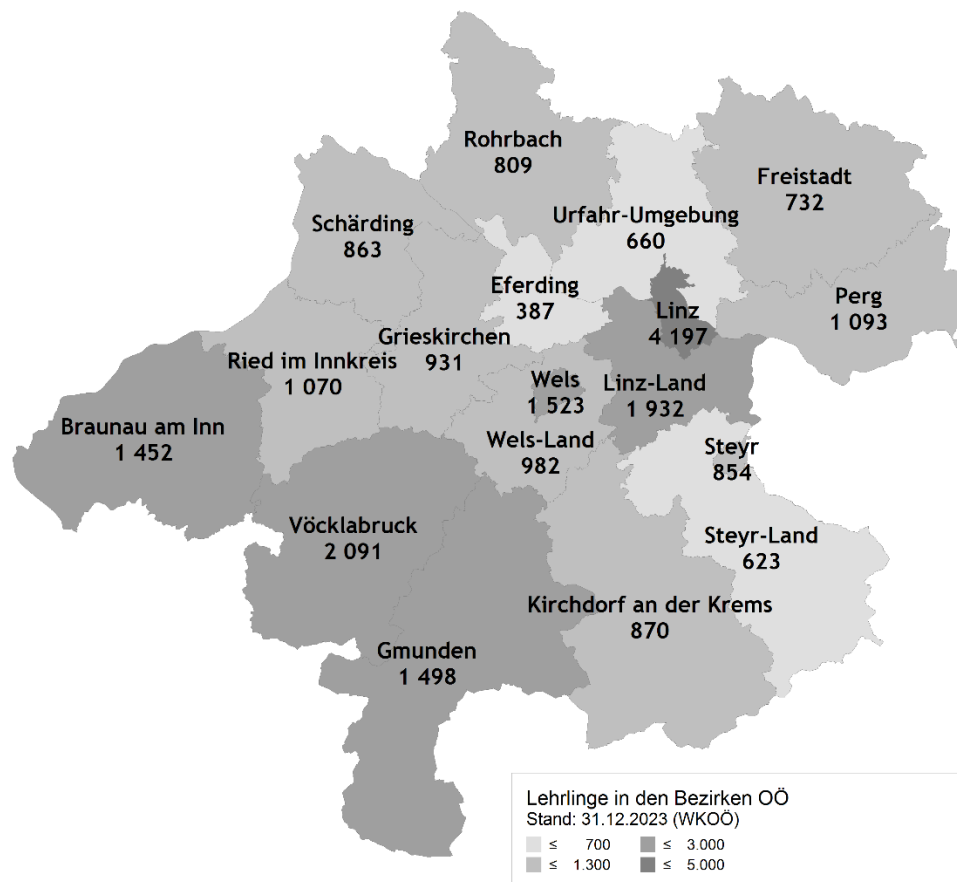 Rohrbach
809
Freistadt
732
Urfahr-Umgebung
660
Schärding
863
Eferding
387
Perg
1 093
Linz
4 197
Grieskirchen
931
Ried im Innkreis
1 070
Wels
1 523
Linz-Land
1 932
Braunau am Inn
1 452
Wels-Land
982
Steyr
854
Vöcklabruck
2 091
Steyr-Land
623
Kirchdorf an der Krems
870
Gmunden
1 498
Lehrlinge in den Bezirken OÖ
Stand: 31.12.2023 (WKOÖ)
≤ 700 ≤ 3.000
≤ 1.300 ≤ 5.000